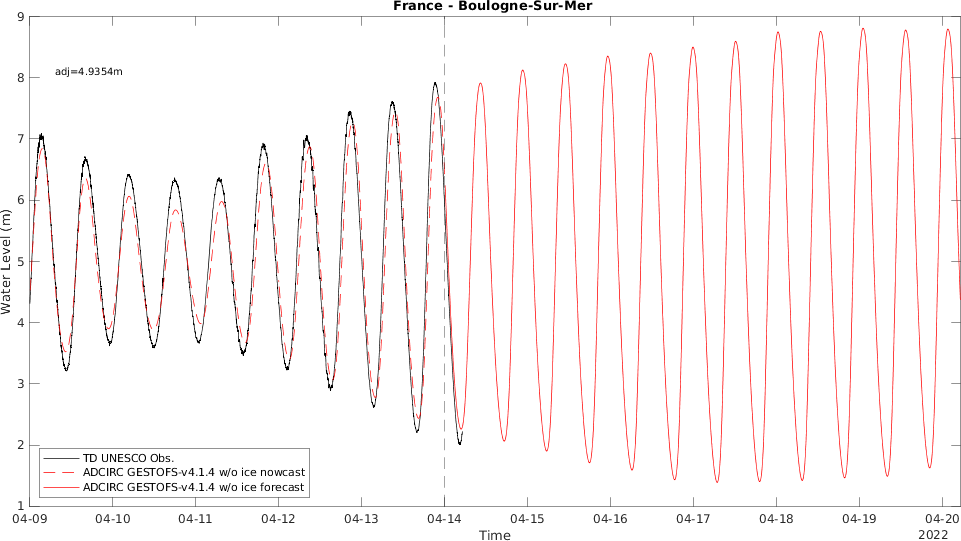 France - Boulogne-Sur-Mer
adj=4.9354m
Water Level (m)
9
8
7
6
5
4
3
2
1
TD UNESCO Obs.
ADCIRC GESTOFS-v4.1.4 w/o ice nowcast
ADCIRC GESTOFS-v4.1.4 w/o ice forecast
04-09 04-10 04-11 04-12 04-13 04-14 04-15 04-16 04-17 04-18 04-19 04-20
Time
2022